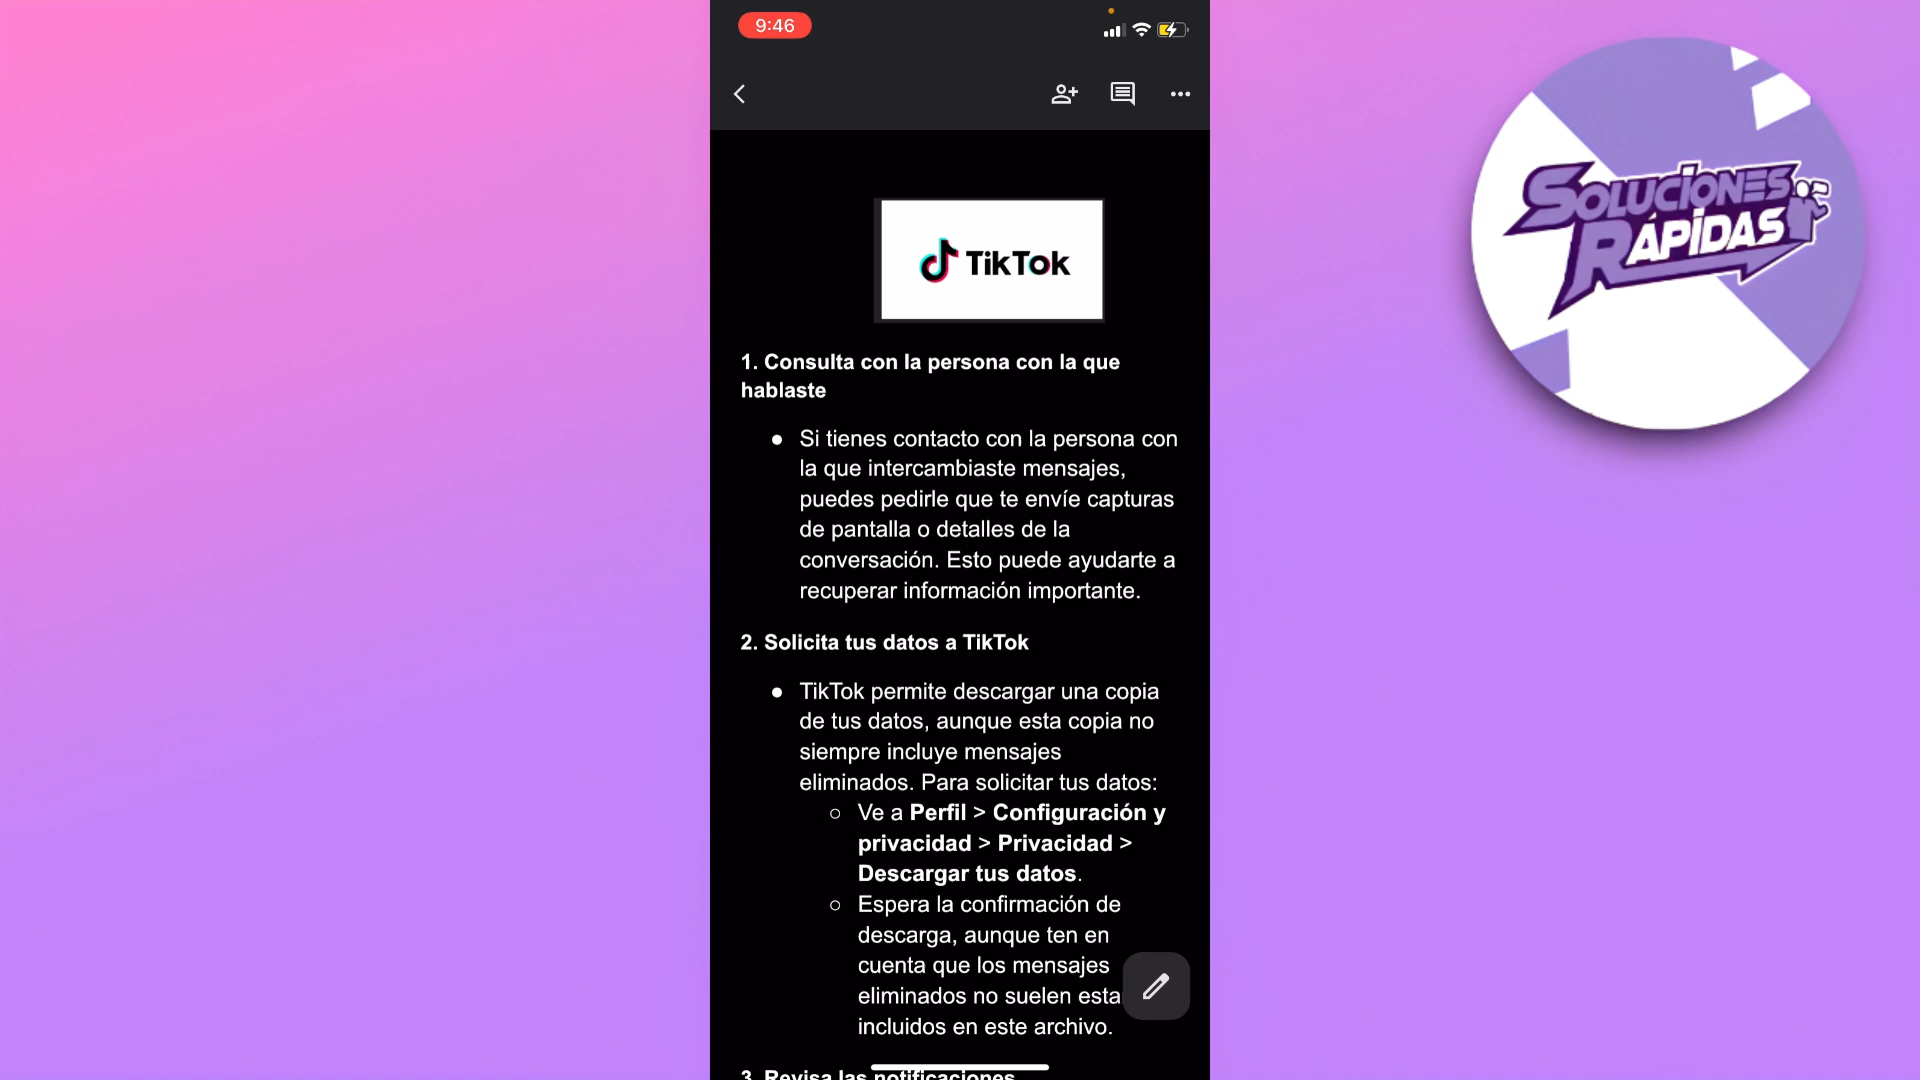 9:46
TikTok
SOLUCIONES
RÁPIDAS
1. Consulta con la persona con la que
hablaste
● Si tienes contacto con la persona con
la que intercambiaste mensajes,
puedes pedirle que te envíe capturas
de pantalla o detalles de la
conversación. Esto puede ayudarte a
recuperar información importante.
2. Solicita tus datos a TikTok
● TikTok permite descargar una copia
de tus datos, aunque esta copia no
siempre incluye mensajes
eliminados. Para solicitar tus datos:
○ Ve a Perfil > Configuración y
privacidad > Privacidad >
Descargar tus datos.
○ Espera la confirmación de
descarga, aunque ten en
cuenta que los mensajes
eliminados no suelen esta
incluidos en este archivo.
3. Revisa las notificaciones